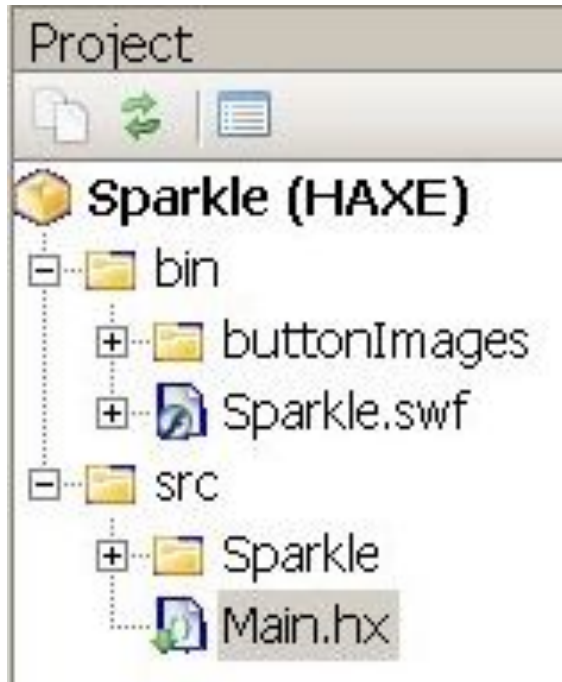 Project
Sparkle (HAXE)
bin
buttonImages
Sparkle.swf
src
Sparkle
Main.hx